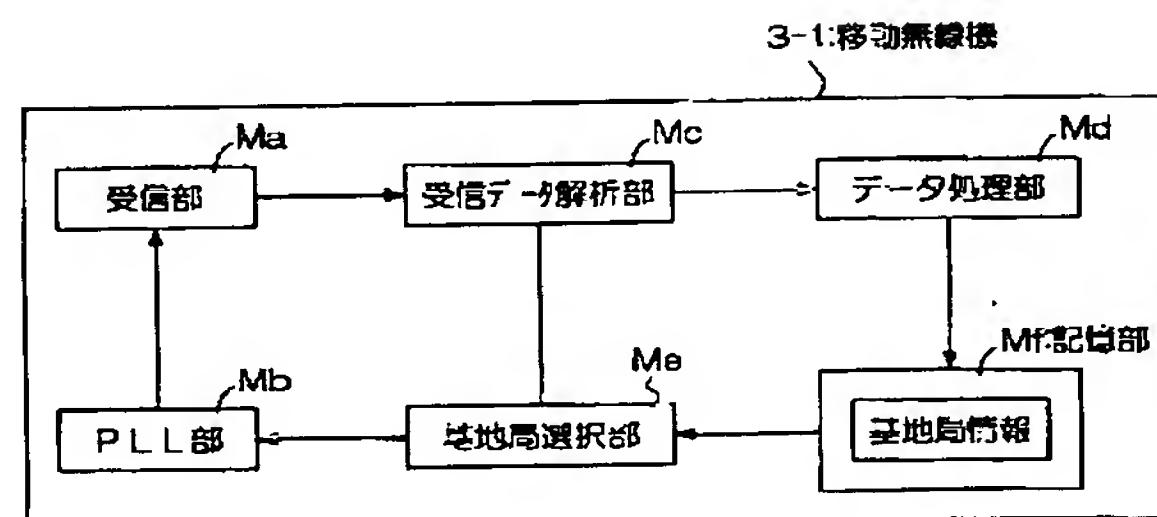 3-1:移動無線機
Ma
Mc
Md
受信部
受信データ解析部
データ処理部
Mf:記憶部
Mb
Me
PLL部
基地局選択部
基地局情報